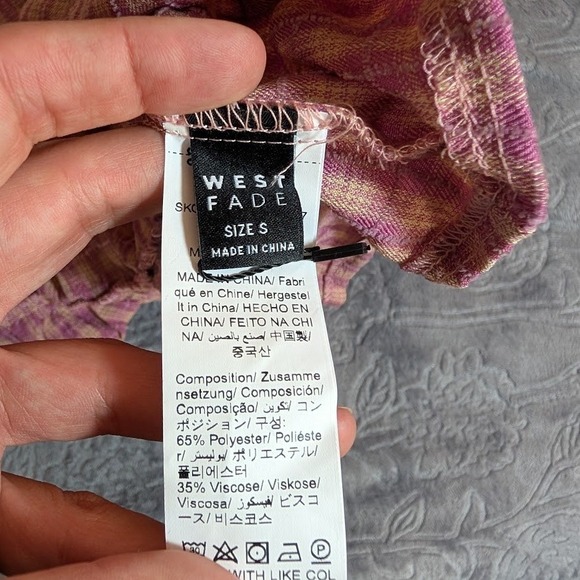 WEST
FADE
SIZE S
MADE IN CHINA
SK
7
M
MADE IN CHINA/ Fabri
qué en Chine/ Hergestel
lt in China/ HECHO EN
CHINA/ FEITO NA CHI
NA/ صنع بالصين/ 中国製/
중국산
Composition/ Zusamme
nsetzung/ Composición/
Composição/ تكوين/ コン
ポジション/ 구성:
65% Polyester/ Poliéste
r/ بوليستر/ ポリエステル/
폴리에스터
35% Viscose/ Viskose/
Viscosa/ فيسكوز/ ビスコ
ース/ 비스코스
WITH LIKE COL